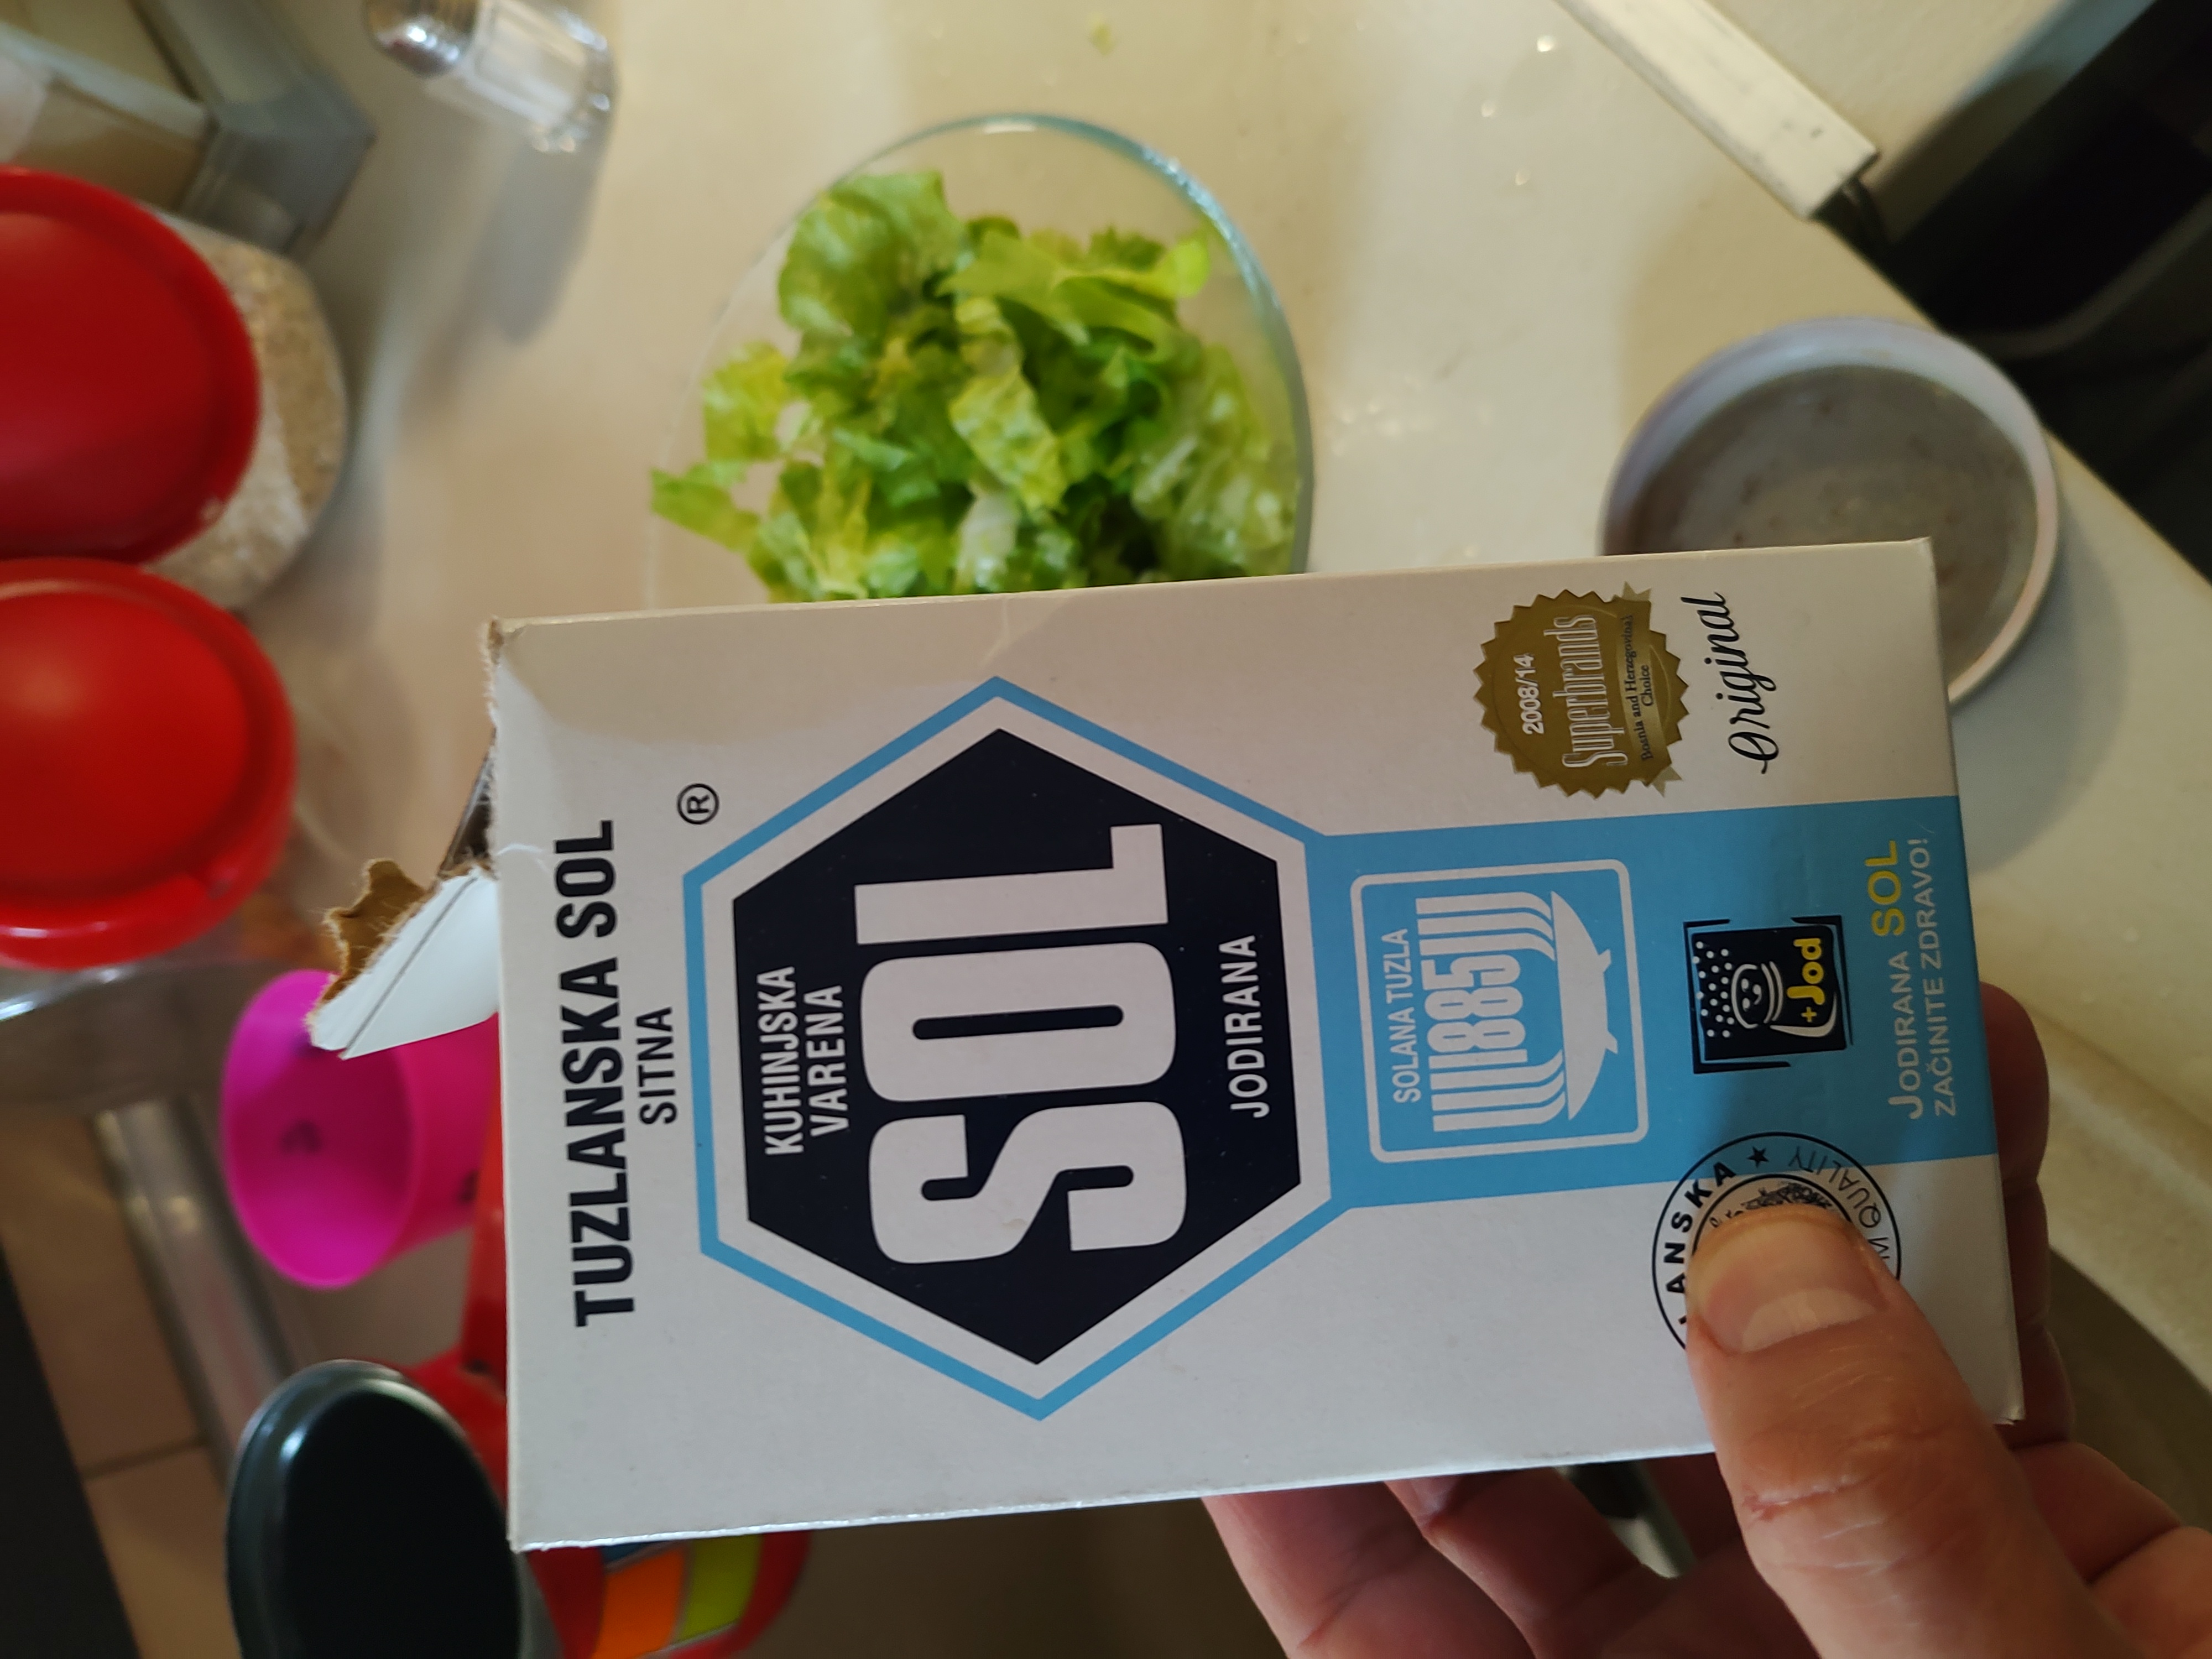 TUZLANSKA SOL
SITNA
®
KUHINJSKA
VARENA
SOL
JODIRANA
SOLANA TUZLA
1885
2008/14
Superbrands
Bosnia and Herzegovina's
Choice
Original
+Jod
JODIRANA SOL
ZAČINITE ZDRAVO!
QUALITY